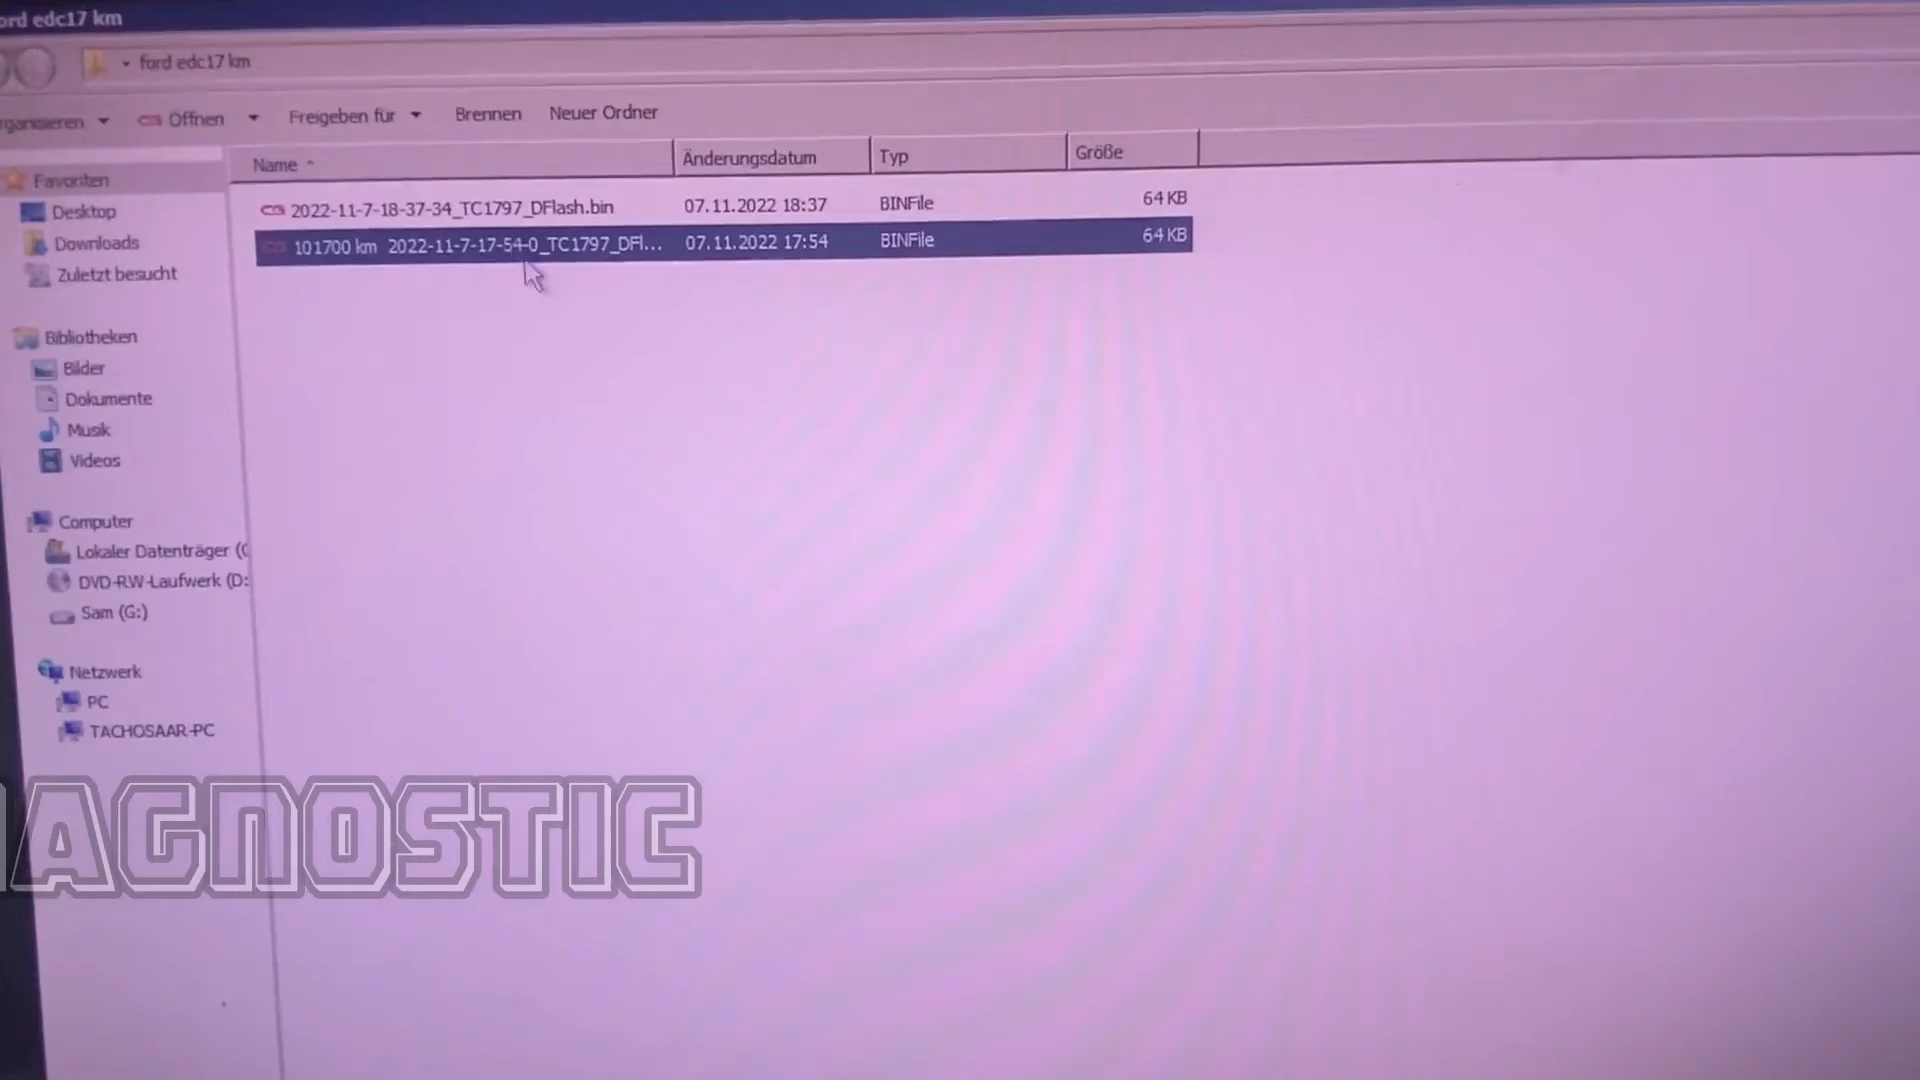 ord edc17 km
ford edc17 km
rganisieren
Öffnen
Freigeben für
Brennen
Neuer Ordner
Name
Änderungsdatum
Typ
Größe
2022-11-7-18-37-34_TC1797_DFlash.bin
07.11.2022 18:37
BINFile
64 KB
101700 km 2022-11-7-17-54-0_TC1797_DFl...
07.11.2022 17:54
BINFile
64 KB
Favoriten
Desktop
Downloads
Zuletzt besucht
Bibliotheken
Bilder
Dokumente
Musik
Videos
Computer
Lokaler Datenträger (C
DVD-RW-Laufwerk (D:
Sam (G:)
Netzwerk
PC
TACHOSAAR-PC
AGNOSTIC